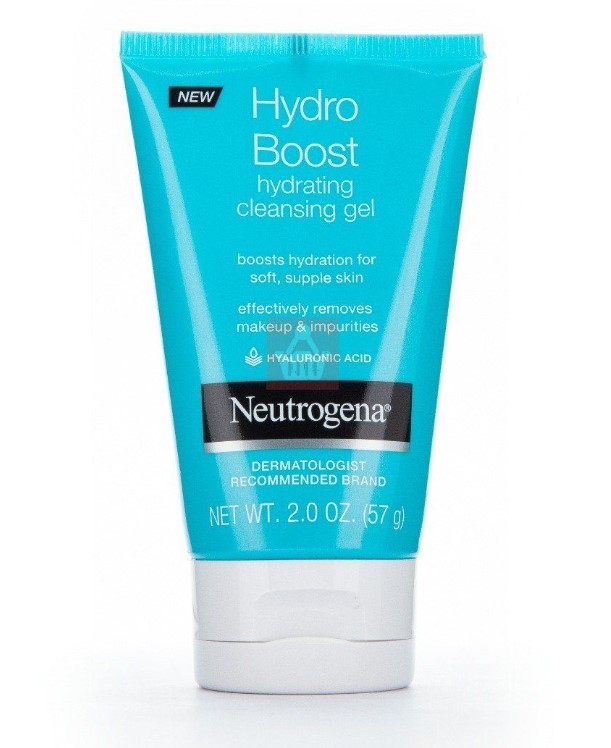 NEW
Hydro
Boost
hydrating
cleansing gel
boosts hydration for
soft, supple skin
effectively removes
makeup & impurities
HYALURONIC ACID
Neutrogena®
DERMATOLOGIST
RECOMMENDED BRAND
NET WT. 2.0 OZ. (57 g)